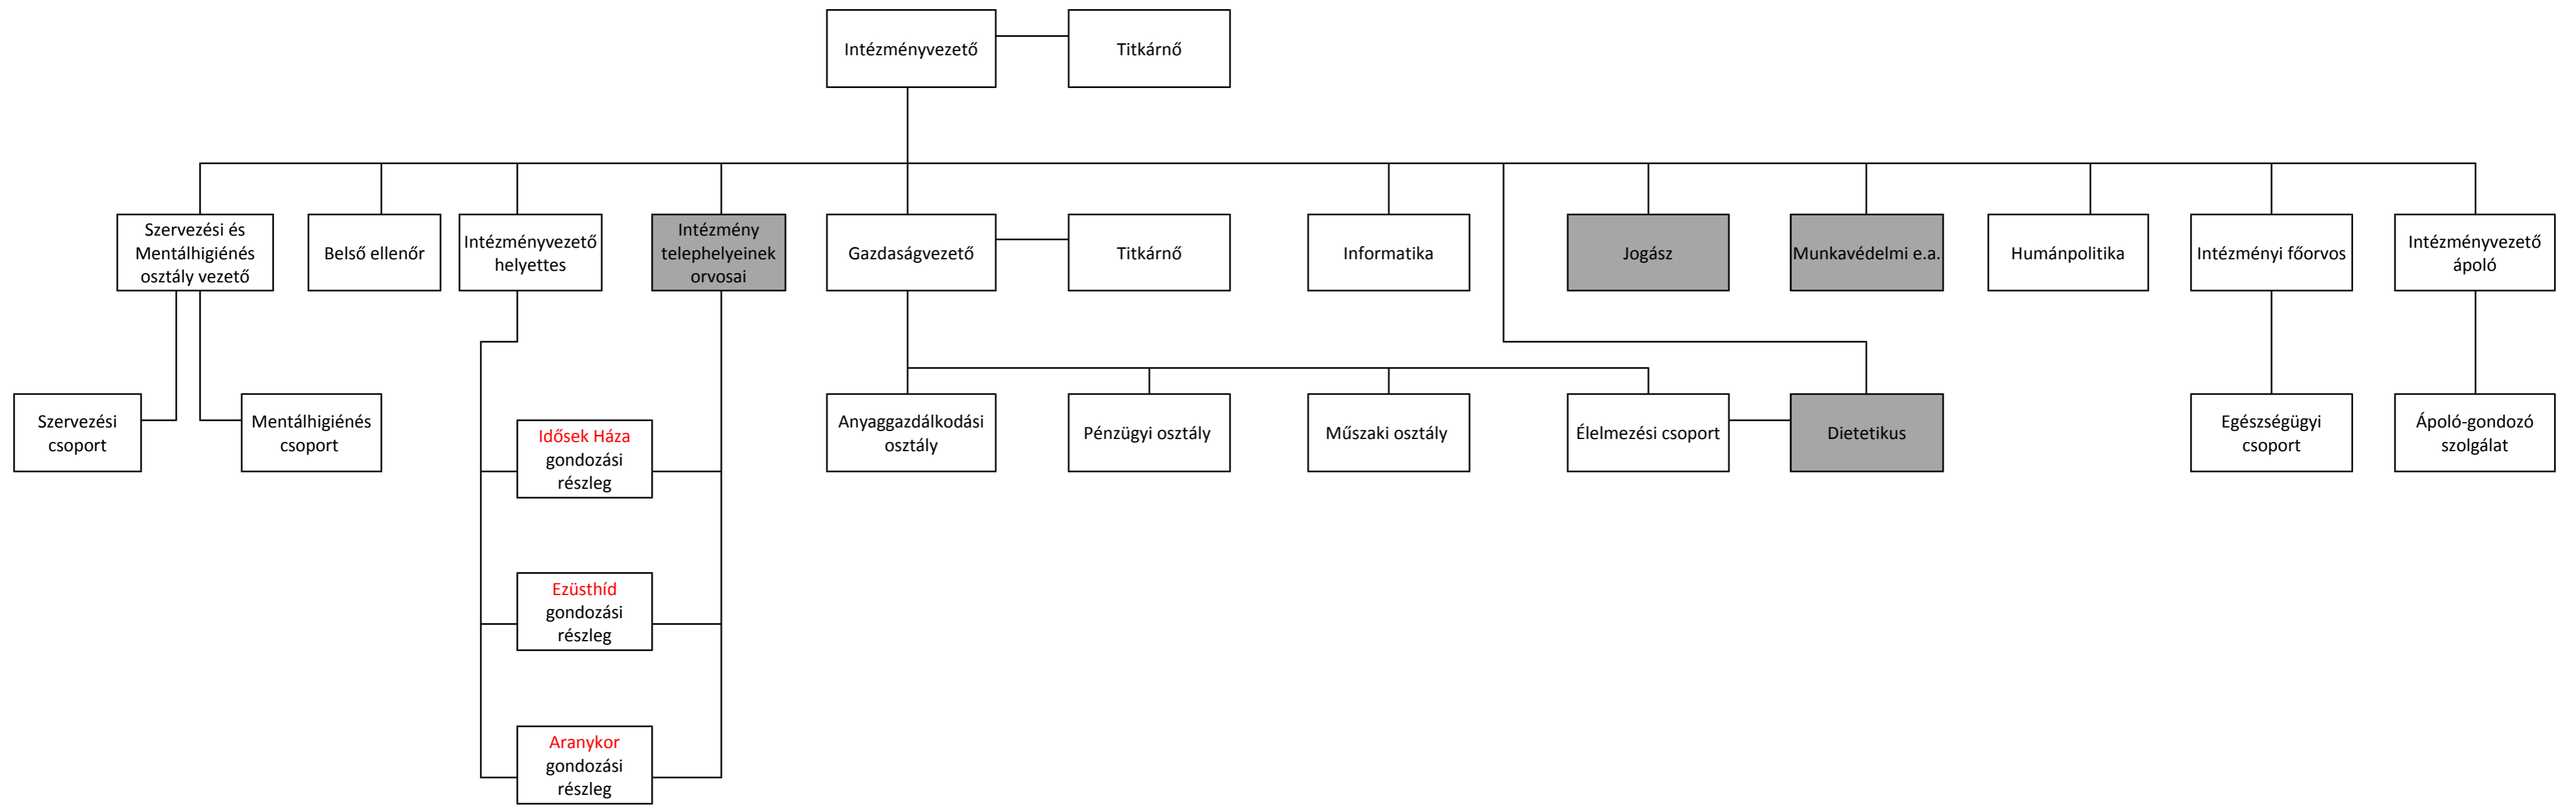 Intézményvezető
Titkárnő
Szervezési és
Mentálhigiénés
osztály vezető
Belső ellenőr
Intézményvezető
helyettes
Intézmény
telephelyeinek
orvosai
Gazdaságvezető
Titkárnő
Informatika
Jogász
Munkavédelmi e.a.
Humánpolitika
Intézményi főorvos
Intézményvezető
ápoló
Szervezési
csoport
Mentálhigiénés
csoport
Idősek Háza
gondozási
részleg
Anyaggazdálkodási
osztály
Pénzügyi osztály
Műszaki osztály
Élelmezési csoport
Dietetikus
Egészségügyi
csoport
Ápoló-gondozó
szolgálat
Ezüsthíd
gondozási
részleg
Aranykor
gondozási
részleg